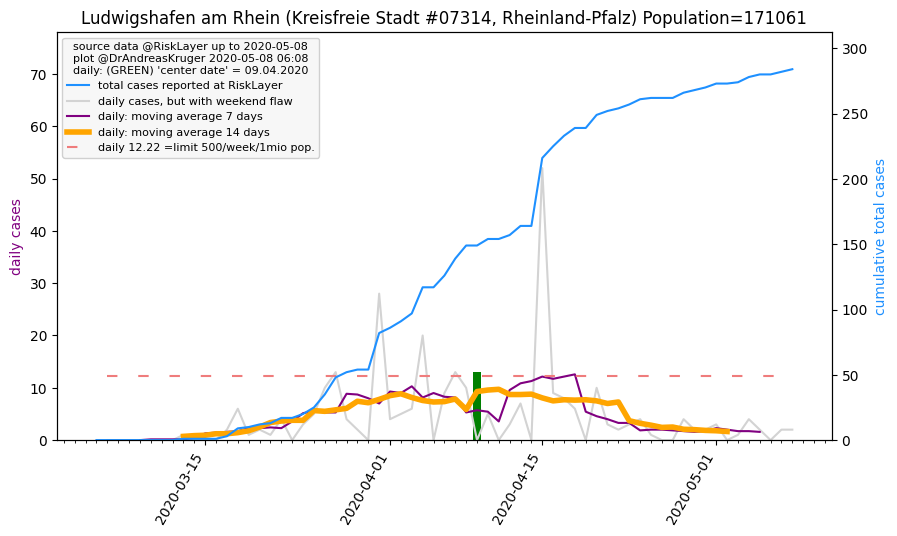 Ludwigshafen am Rhein (Kreisfreie Stadt #07314, Rheinland-Pfalz) Population=171061
source data @RiskLayer up to 2020-05-08
plot @DrAndreasKruger 2020-05-08 06:08
daily: (GREEN) 'center date' = 09.04.2020
total cases reported at RiskLayer
daily cases, but with weekend flaw
daily: moving average 7 days
daily: moving average 14 days
daily 12.22 =limit 500/week/1mio pop.
daily cases
70
60
50
40
30
20
10
0
300
250
200
150
100
50
0
cumulative total cases
2020-03-15
2020-04-01
2020-04-15
2020-05-01